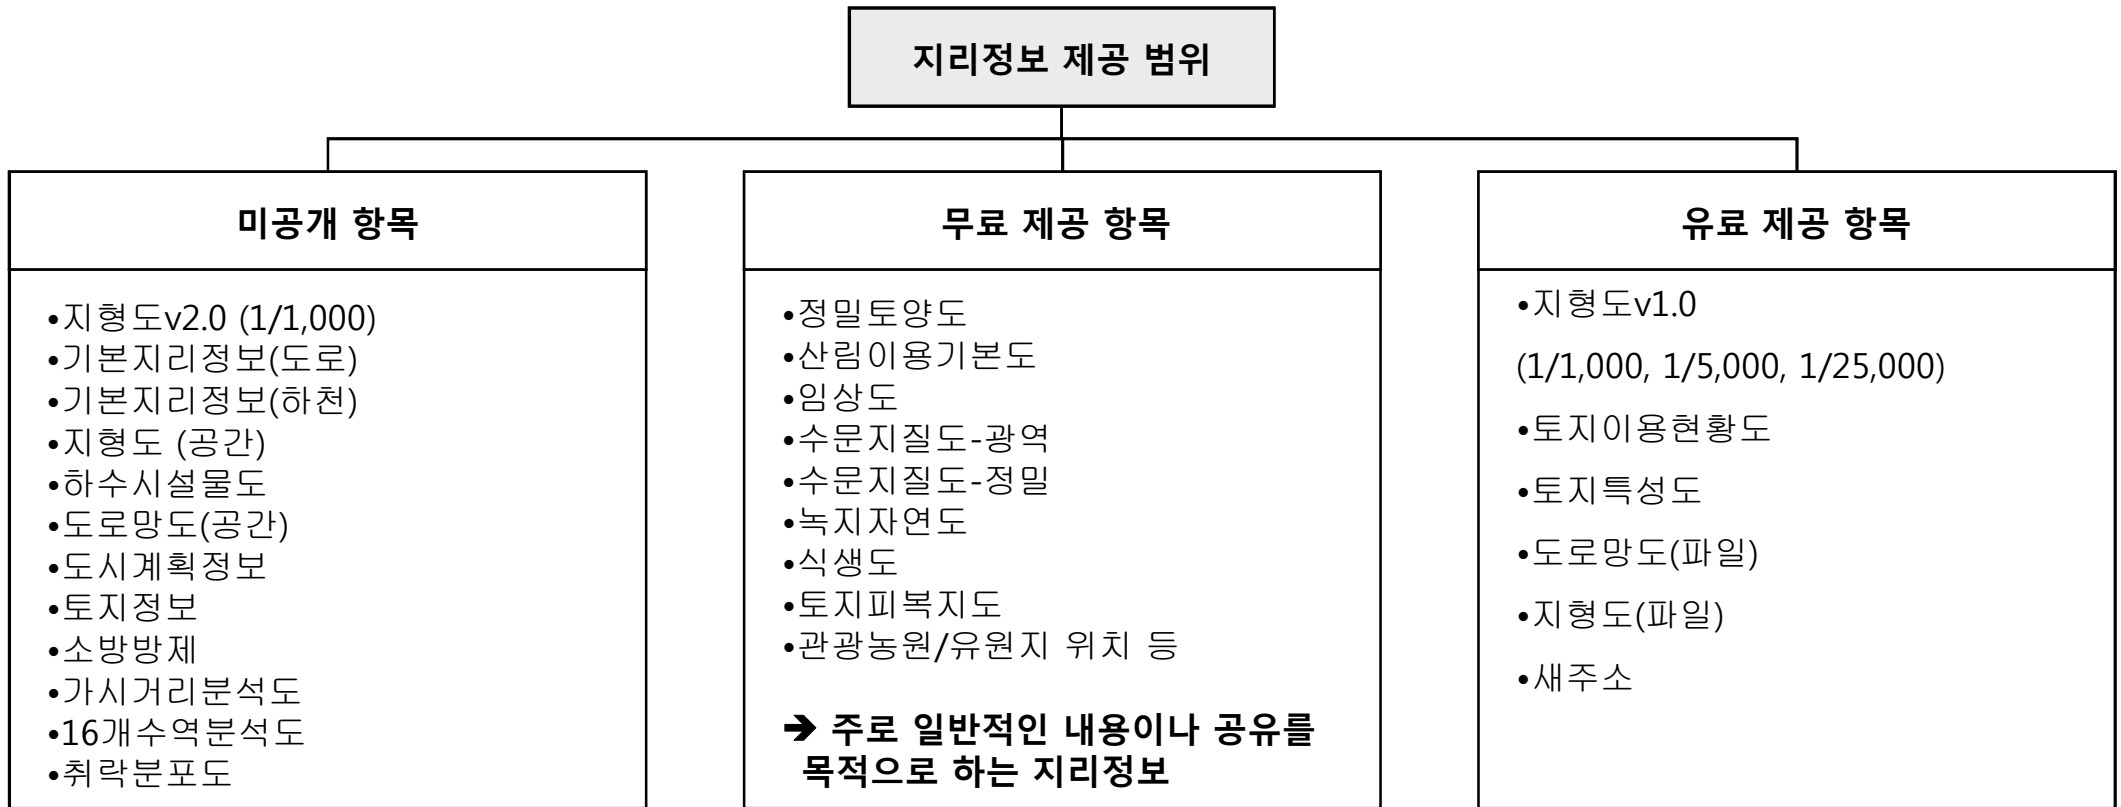 지리정보 제공 범위
미공개 항목
•지형도v2.0 (1/1,000)
•기본지리정보(도로)
•기본지리정보(하천)
•지형도 (공간)
•하수시설물도
•도로망도(공간)
•도시계획정보
•토지정보
•소방방제
•가시거리분석도
•16개수역분석도
•취락분포도
무료 제공 항목
•정밀토양도
•산림이용기본도
•임상도
•수문지질도-광역
•수문지질도-정밀
•녹지자연도
•식생도
•토지피복지도
•관광농원/유원지 위치 등
➔ 주로 일반적인 내용이나 공유를
목적으로 하는 지리정보
유료 제공 항목
•지형도v1.0
(1/1,000, 1/5,000, 1/25,000)
•토지이용현황도
•토지특성도
•도로망도(파일)
•지형도(파일)
•새주소